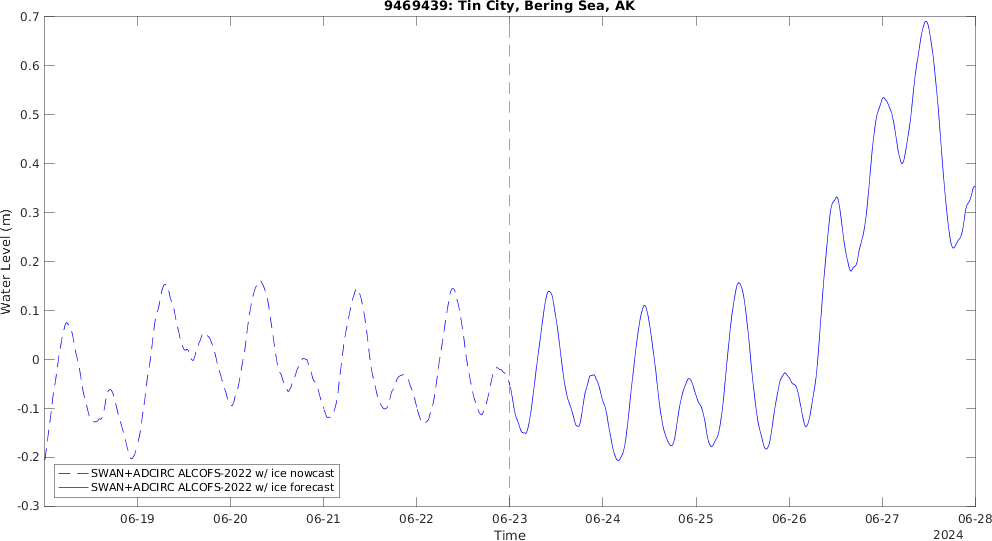 9469439: Tin City, Bering Sea, AK
0.7
0.6
0.5
0.4
0.3
0.2
0.1
0
-0.1
-0.2
-0.3
Water Level (m)
SWAN+ADCIRC ALCOFS-2022 w/ ice nowcast
SWAN+ADCIRC ALCOFS-2022 w/ ice forecast
06-19 06-20 06-21 06-22 06-23 06-24 06-25 06-26 06-27 06-28
Time
2024